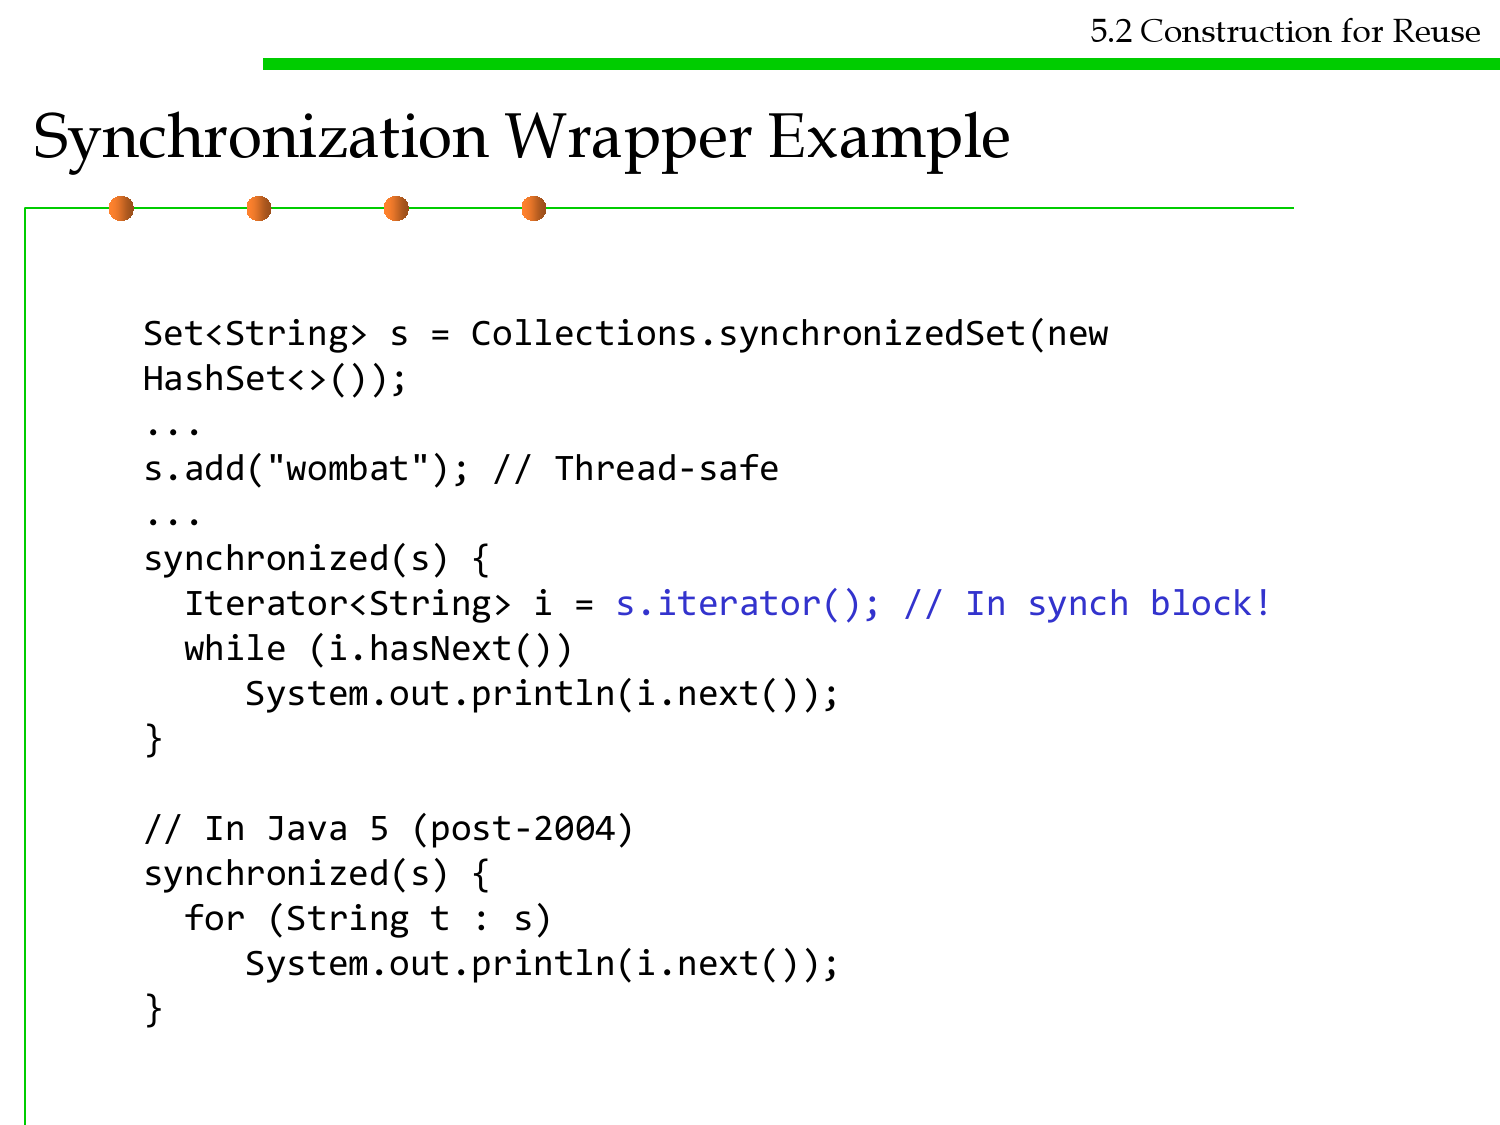 5.2 Construction for Reuse
Synchronization Wrapper Example
Set<String> s = Collections.synchronizedSet(new
HashSet<>());
...
s.add("wombat"); // Thread-safe
...
synchronized(s) {
  Iterator<String> i = s.iterator(); // In synch block!
  while (i.hasNext())
     System.out.println(i.next());
}
// In Java 5 (post-2004)
synchronized(s) {
  for (String t : s)
     System.out.println(i.next());
}